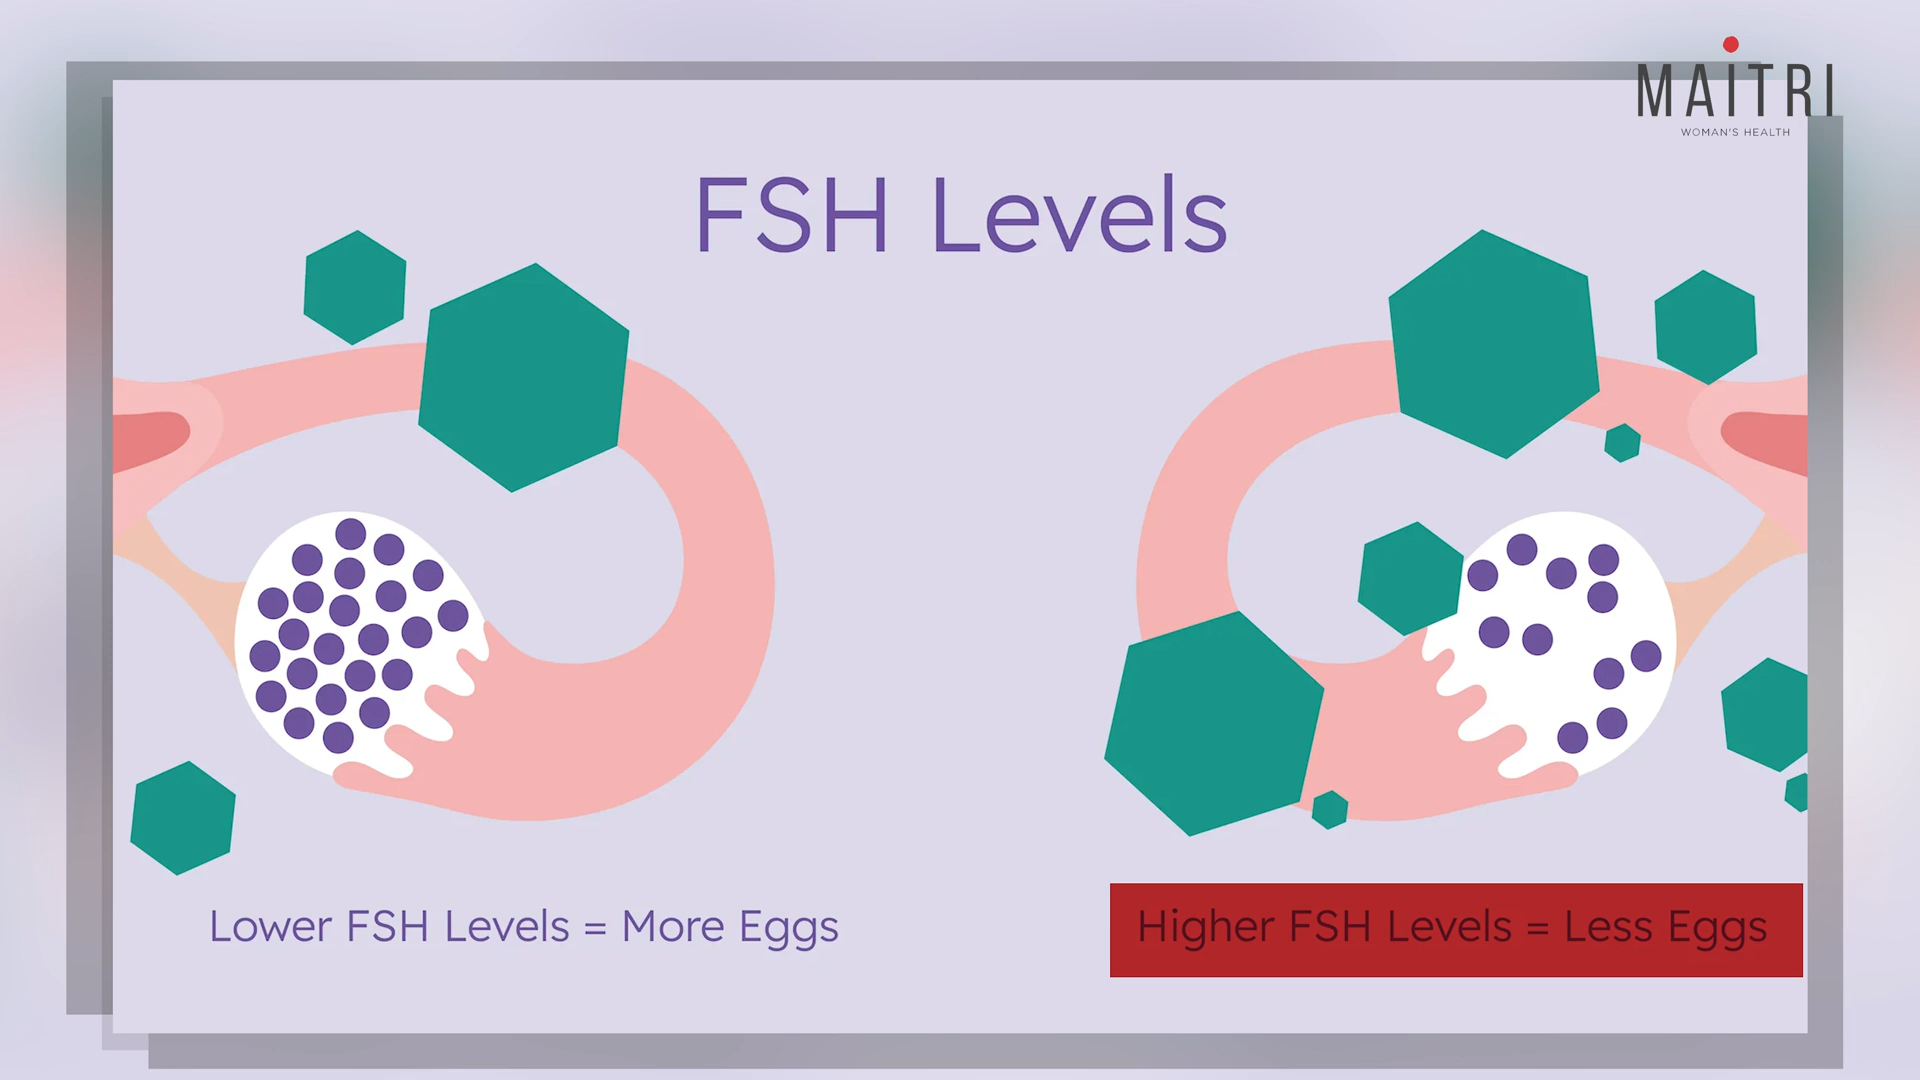 MAITRI
WOMAN'S HEALTH
FSH Levels
Lower FSH Levels = More Eggs
Higher FSH Levels = Less Eggs